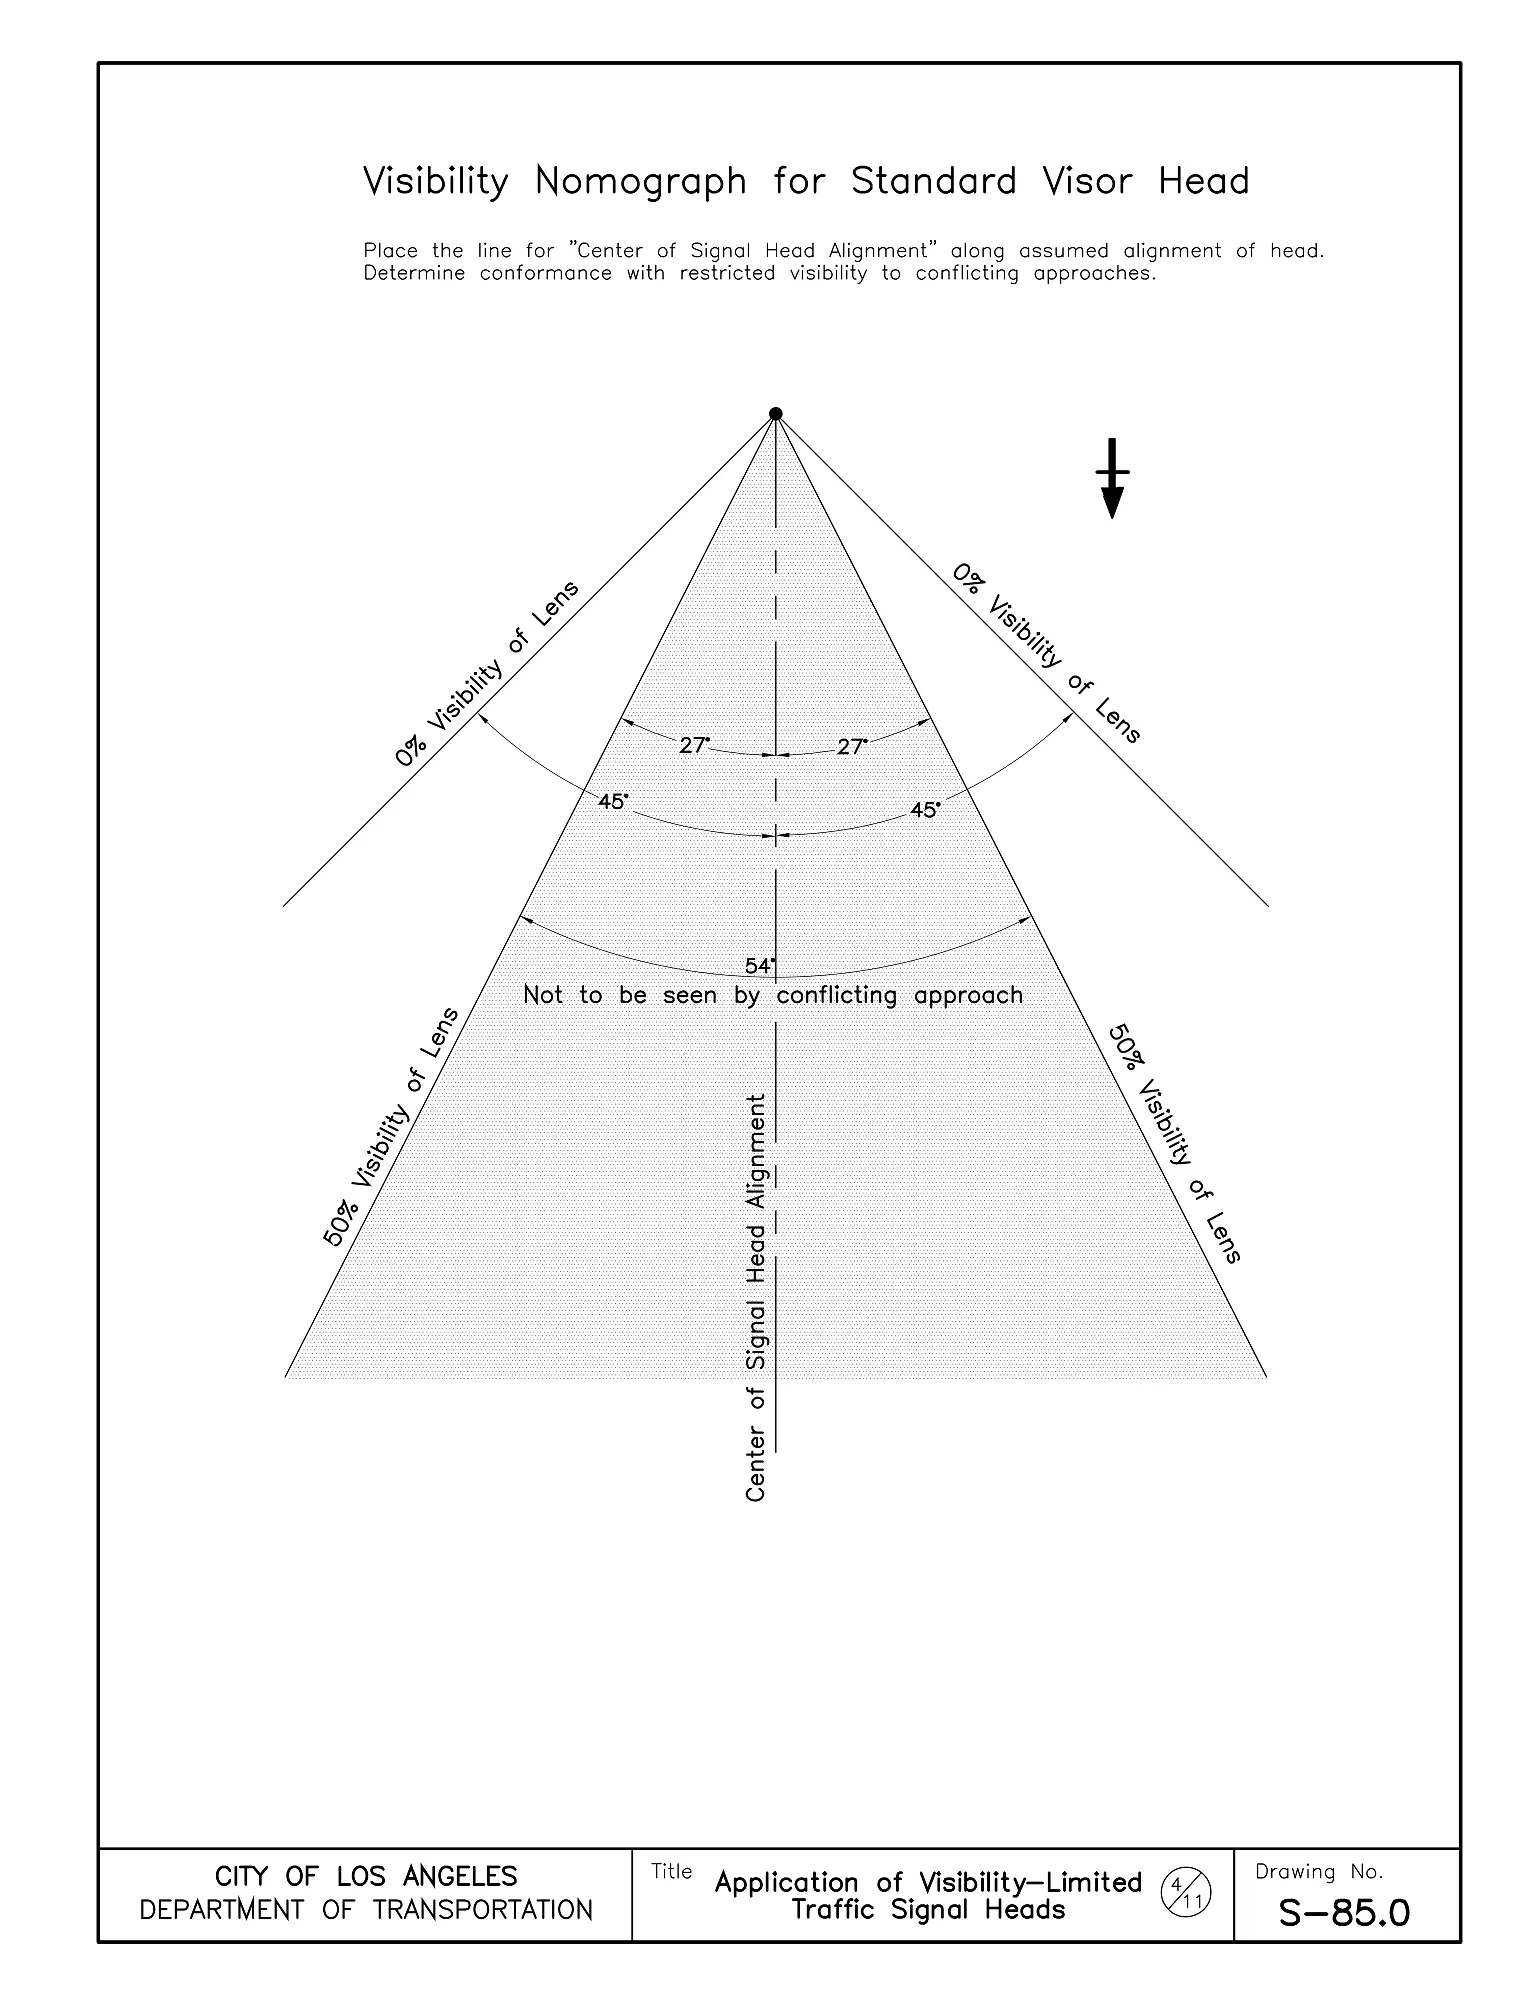 Visibility Nomograph for Standard Visor Head
Place the line for "Center of Signal Head Alignment" along assumed alignment of head.
Determine conformance with restricted visibility to conflicting approaches.
0% Visibility of Lens
0% Visibility of Lens
27°
27°
45°
45°
54°
Not to be seen by conflicting approach
50% Visibility of Lens
50% Visibility of Lens
Center of Signal Head Alignment
CITY OF LOS ANGELES
DEPARTMENT OF TRANSPORTATION
Title
Application of Visibility-Limited
Traffic Signal Heads
4/11
Drawing No.
S-85.0